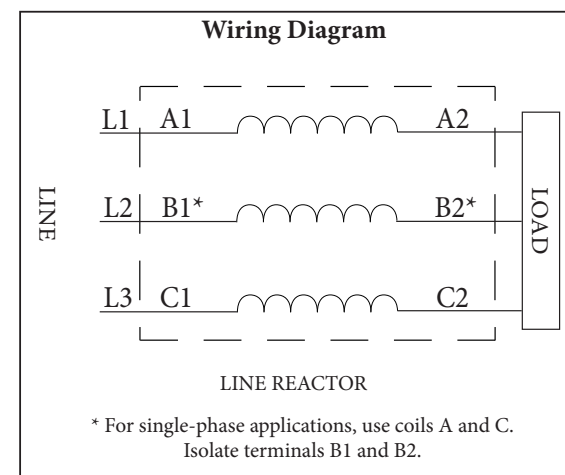 Wiring Diagram
L1 A1 A2
LINE
L2 B1* B2*
LOAD
L3 C1 C2
LINE REACTOR
* For single-phase applications, use coils A and C.
Isolate terminals B1 and B2.